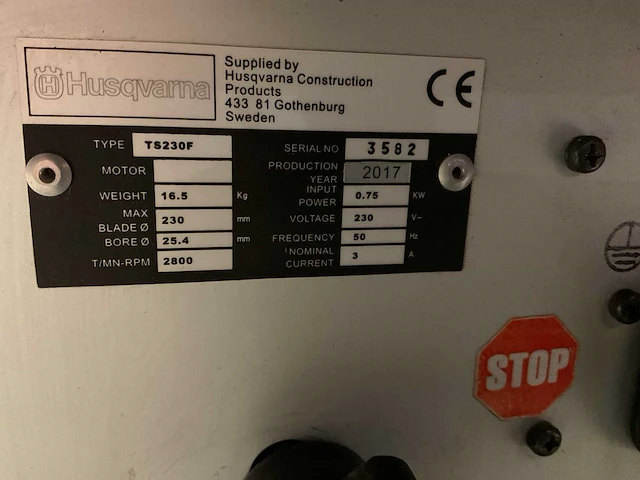 Husqvarna
Supplied by
Husqvarna Construction
Products
433 81 Gothenburg
Sweden
CE
TYPE TS230F
MOTOR
WEIGHT 16.5 Kg
MAX
BLADE Ø 230 mm
BORE Ø 25.4 mm
T/MN-RPM 2800
SERIAL NO 3582
PRODUCTION
YEAR 2017
INPUT
POWER 0.75 KW
VOLTAGE 230 V~
FREQUENCY 50 Hz
NOMINAL
CURRENT 3 A
STOP